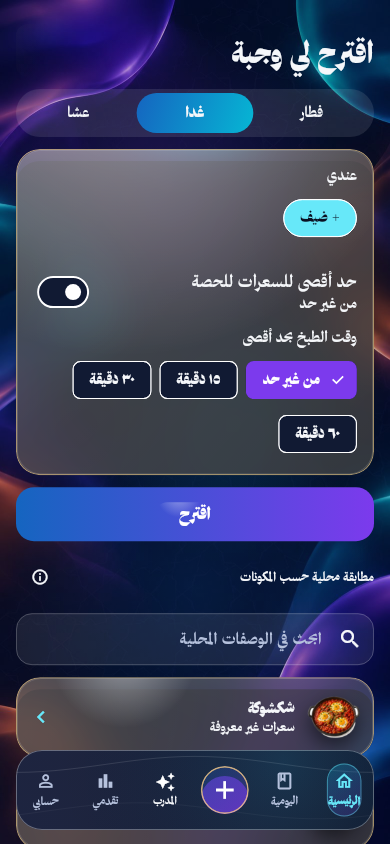 اقترح لي وجبة
فطار
غدا
عشا
عندي
+ ضيف
حد أقصى للسعرات للحصة
من غير حد
وقت الطبخ بحد أقصى
من غير حد
١٥ دقيقة
٣٠ دقيقة
٦٠ دقيقة
اقترح
مطابقة محلية حسب المكونات
ابحث في الوصفات المحلية
شكشوكة
سعرات غير معروفة
الرئيسية
اليومية
المدرب
تقدمي
حسابي